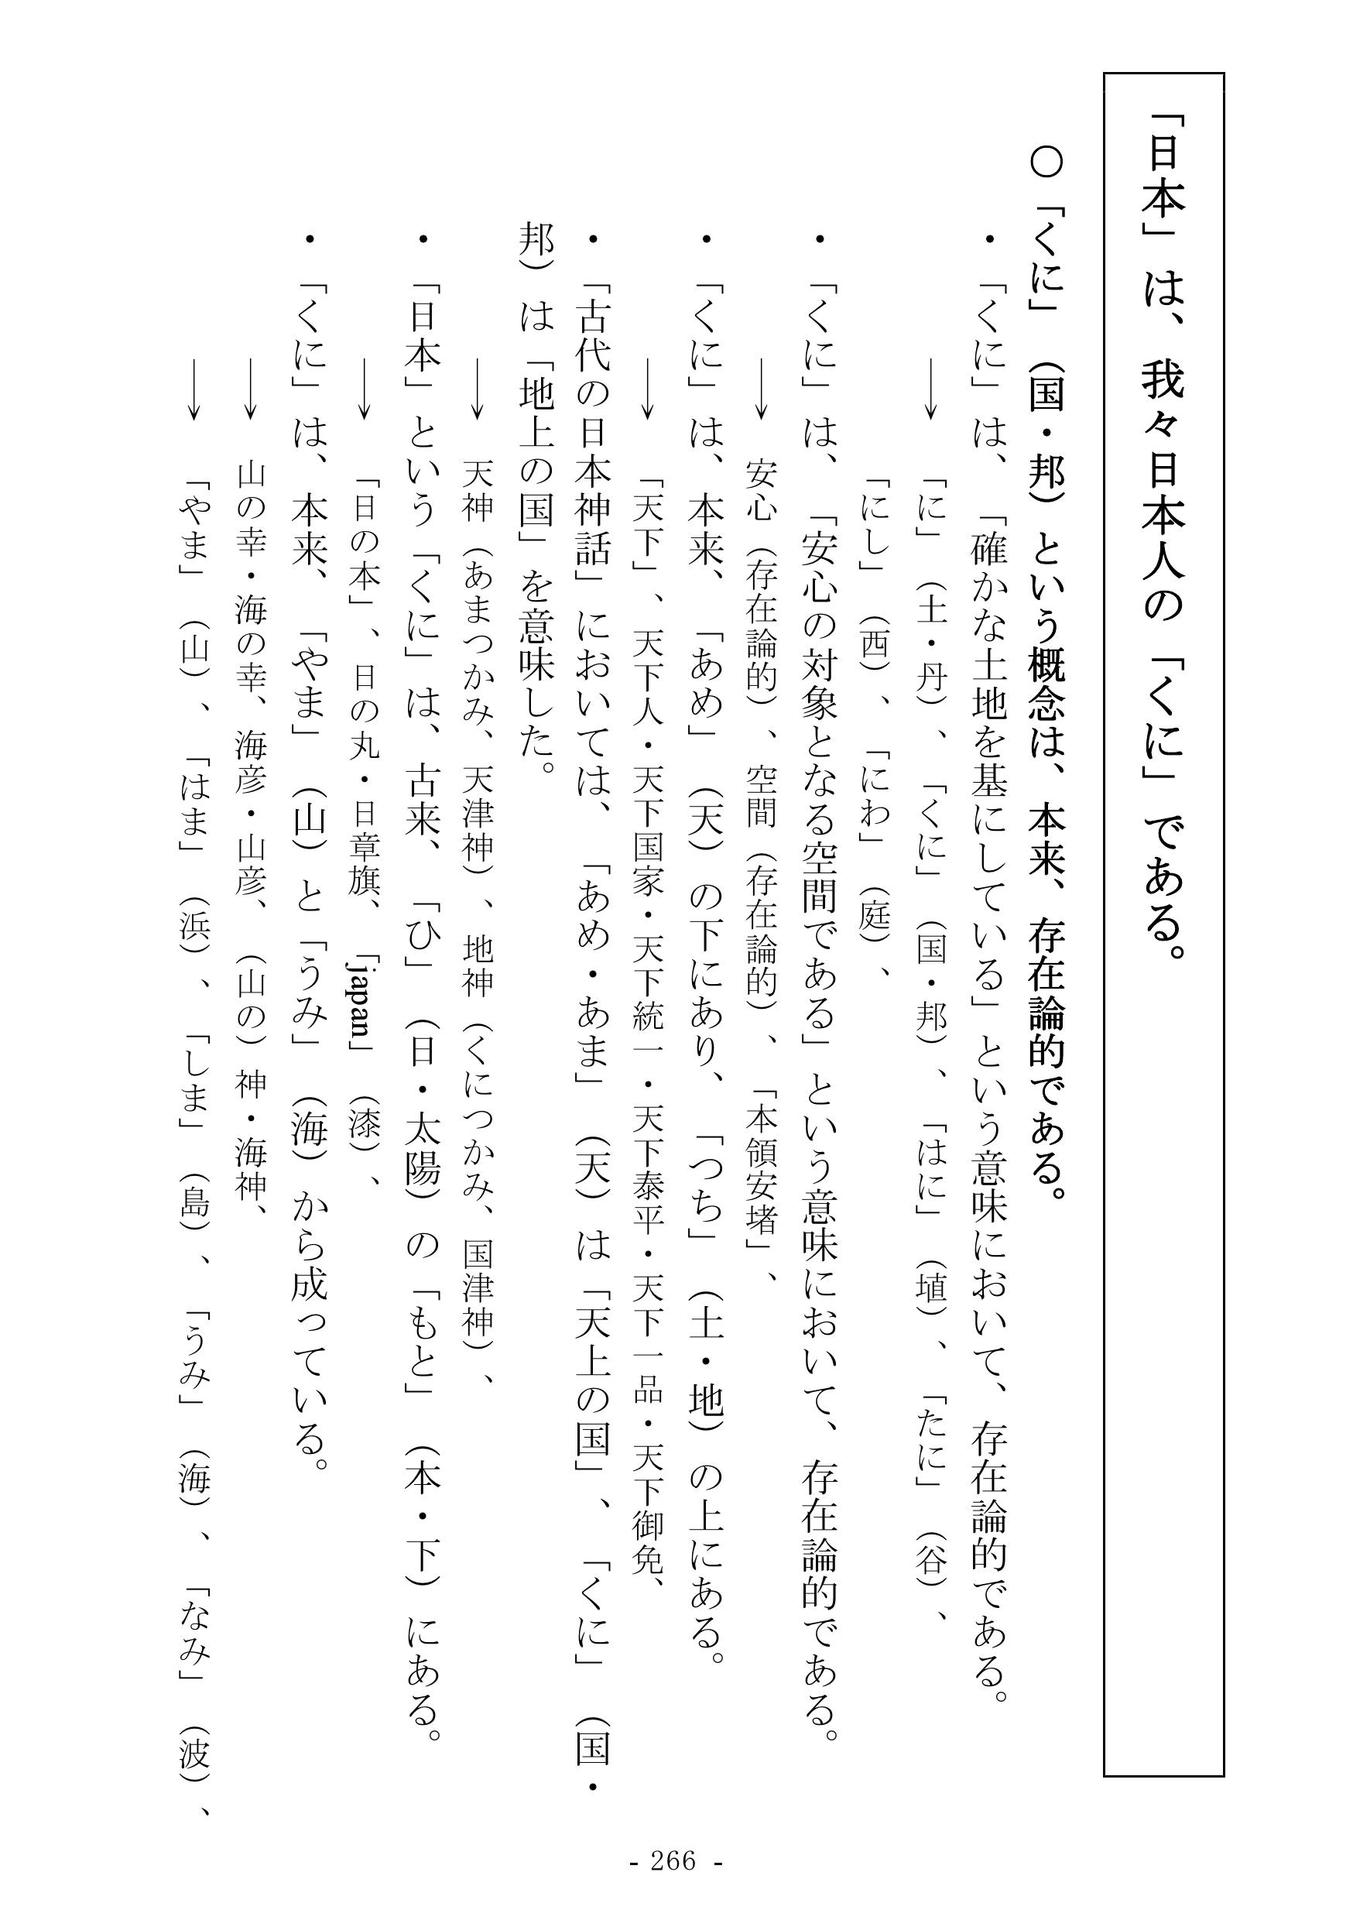 「日本」は、我々日本人の「くに」である。
○「くに」（国・邦）という概念は、本来、存在論的である。
・「くに」は、「確かな土地を基にしている」という意味において、存在論的である。
→「に」（土・丹）、「くに」（国・邦）、「はに」（埴）、「たに」（谷）、
「にし」（西）、「にわ」（庭）、
・「くに」は、「安心の対象となる空間である」という意味において、存在論的である。
→安心（存在論的）、空間（存在論的）、「本領安堵」、
・「くに」は、本来、「あめ」（天）の下にあり、「つち」（土・地）の上にある。
→「天下」、天下人・天下国家・天下統一・天下泰平・天下一品・天下御免、
・「古代の日本神話」においては、「あめ・あま」（天）は「天上の国」、「くに」（国・
邦）は「地上の国」を意味した。
→天神（あまつかみ、天津神）、地神（くにつかみ、国津神）、
・「日本」という「くに」は、古来、「ひ」（日・太陽）の「もと」（本・下）にある。
→「日の本」、日の丸・日章旗、「japan」（漆）、
・「くに」は、本来、「やま」（山）と「うみ」（海）から成っている。
→山の幸・海の幸、海彦・山彦、（山の）神・海神、
→「やま」（山）、「はま」（浜）、「しま」（島）、「うみ」（海）、「なみ」（波）、
- 266 -